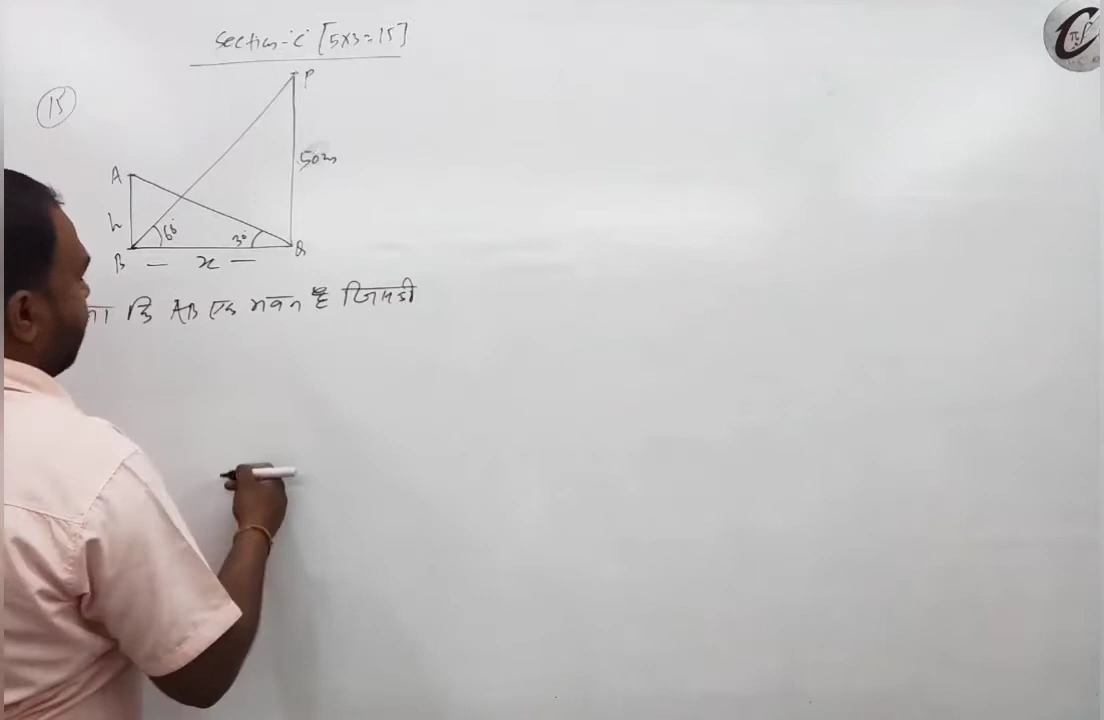 Section-'C' [5×3=15]
15
P
50m
A
h
60°
30°
B
x
Q
कि AB एक भवन है जिसकी
C